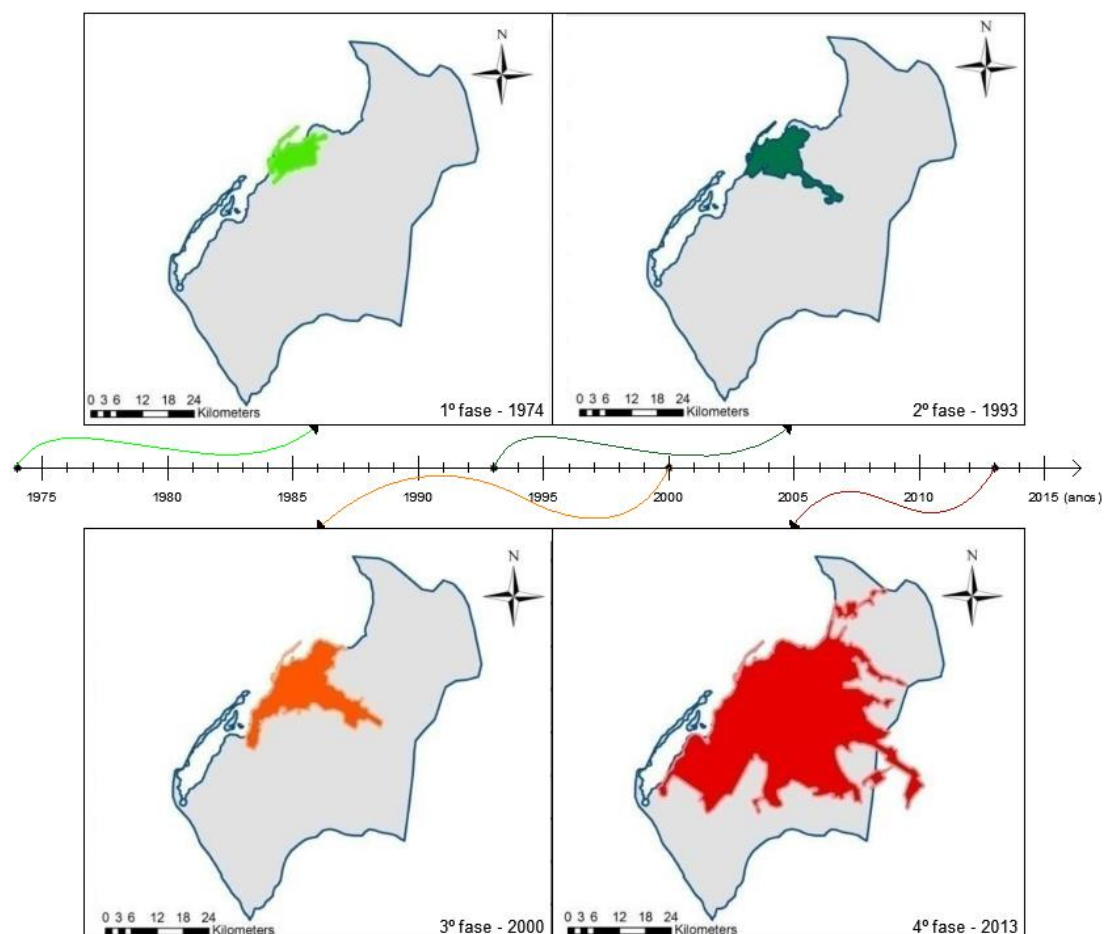 N
N
0 3 6 12 18 24
Kilometers
1º fase - 1974
0 3 6 12 18 24
Kilometers
2º fase - 1993
1975 1980 1985 1990 1995 2000 2005 2010 2015 (anos)
N
N
0 3 6 12 18 24
Kilometers
3º fase - 2000
0 3 6 12 18 24
Kilometers
4º fase - 2013